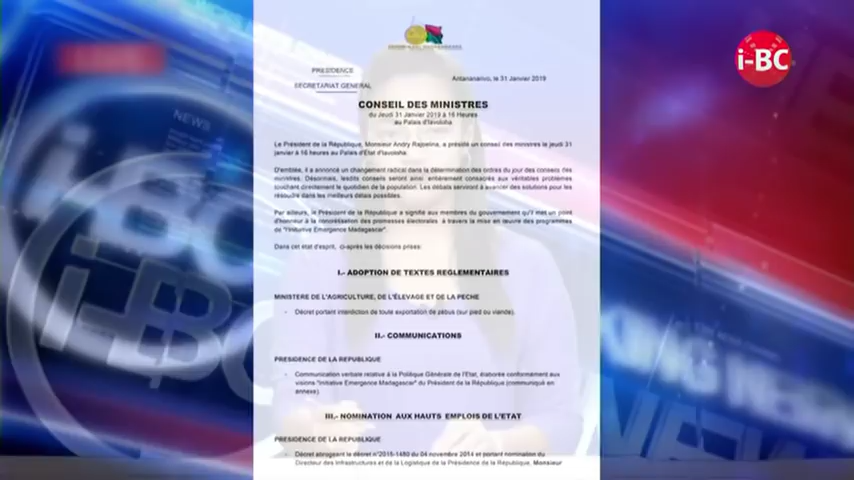 i-BC
NEWS
PRESIDENCE
SECRETARIAT GENERAL
Antananarivo, le 31 Janvier 2019
CONSEIL DES MINISTRES
du Jeudi 31 Janvier 2019 à 16 Heures
au Palais d'Iavoloha
Le Président de la République, Monsieur Andry Rajoelina, a présidé un conseil des ministres le jeudi 31
janvier à 16 heures au Palais d'Etat d'Iavoloha.
D'emblée, il a annoncé un changement radical dans la détermination des ordres du jour des conseils des
ministres. Désormais, lesdits conseils seront ainsi entièrement consacrés aux véritables problèmes
touchant directement le quotidien de la population. Les débats serviront à avancer des solutions pour les
résoudre dans les meilleurs délais possibles.
Par ailleurs, le Président de la République a signifié aux membres du gouvernement qu'il met un point
d'honneur à la concrétisation des promesses électorales à travers la mise en œuvre des programmes
de "l'Initiative Emergence Madagascar".
Dans cet état d'esprit, ci-après les décisions prises:
I.- ADOPTION DE TEXTES REGLEMENTAIRES
MINISTERE DE L'AGRICULTURE, DE L'ÉLEVAGE ET DE LA PECHE
- Décret portant interdiction de toute exportation de zébus (sur pied ou viande).
II.- COMMUNICATIONS
PRESIDENCE DE LA REPUBLIQUE
- Communication verbale relative à la Politique Générale de l'Etat, élaborée conformément aux
visions "Initiative Emergence Madagascar" du Président de la République (communiqué en
annexe).
III.- NOMINATION AUX HAUTS EMPLOIS DE L'ETAT
PRESIDENCE DE LA REPUBLIQUE
- Décret abrogeant le décret n°2015-1480 du 04 novembre 2014 et portant nomination du
Directeur des Infrastructures et de la Logistique de la Présidence de la République, Monsieur